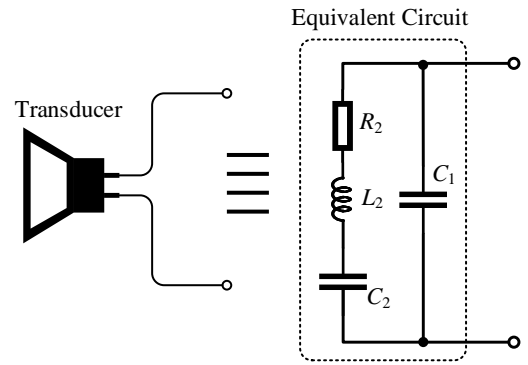 Equivalent Circuit
Transducer
R₂
C₁
L₂
C₂